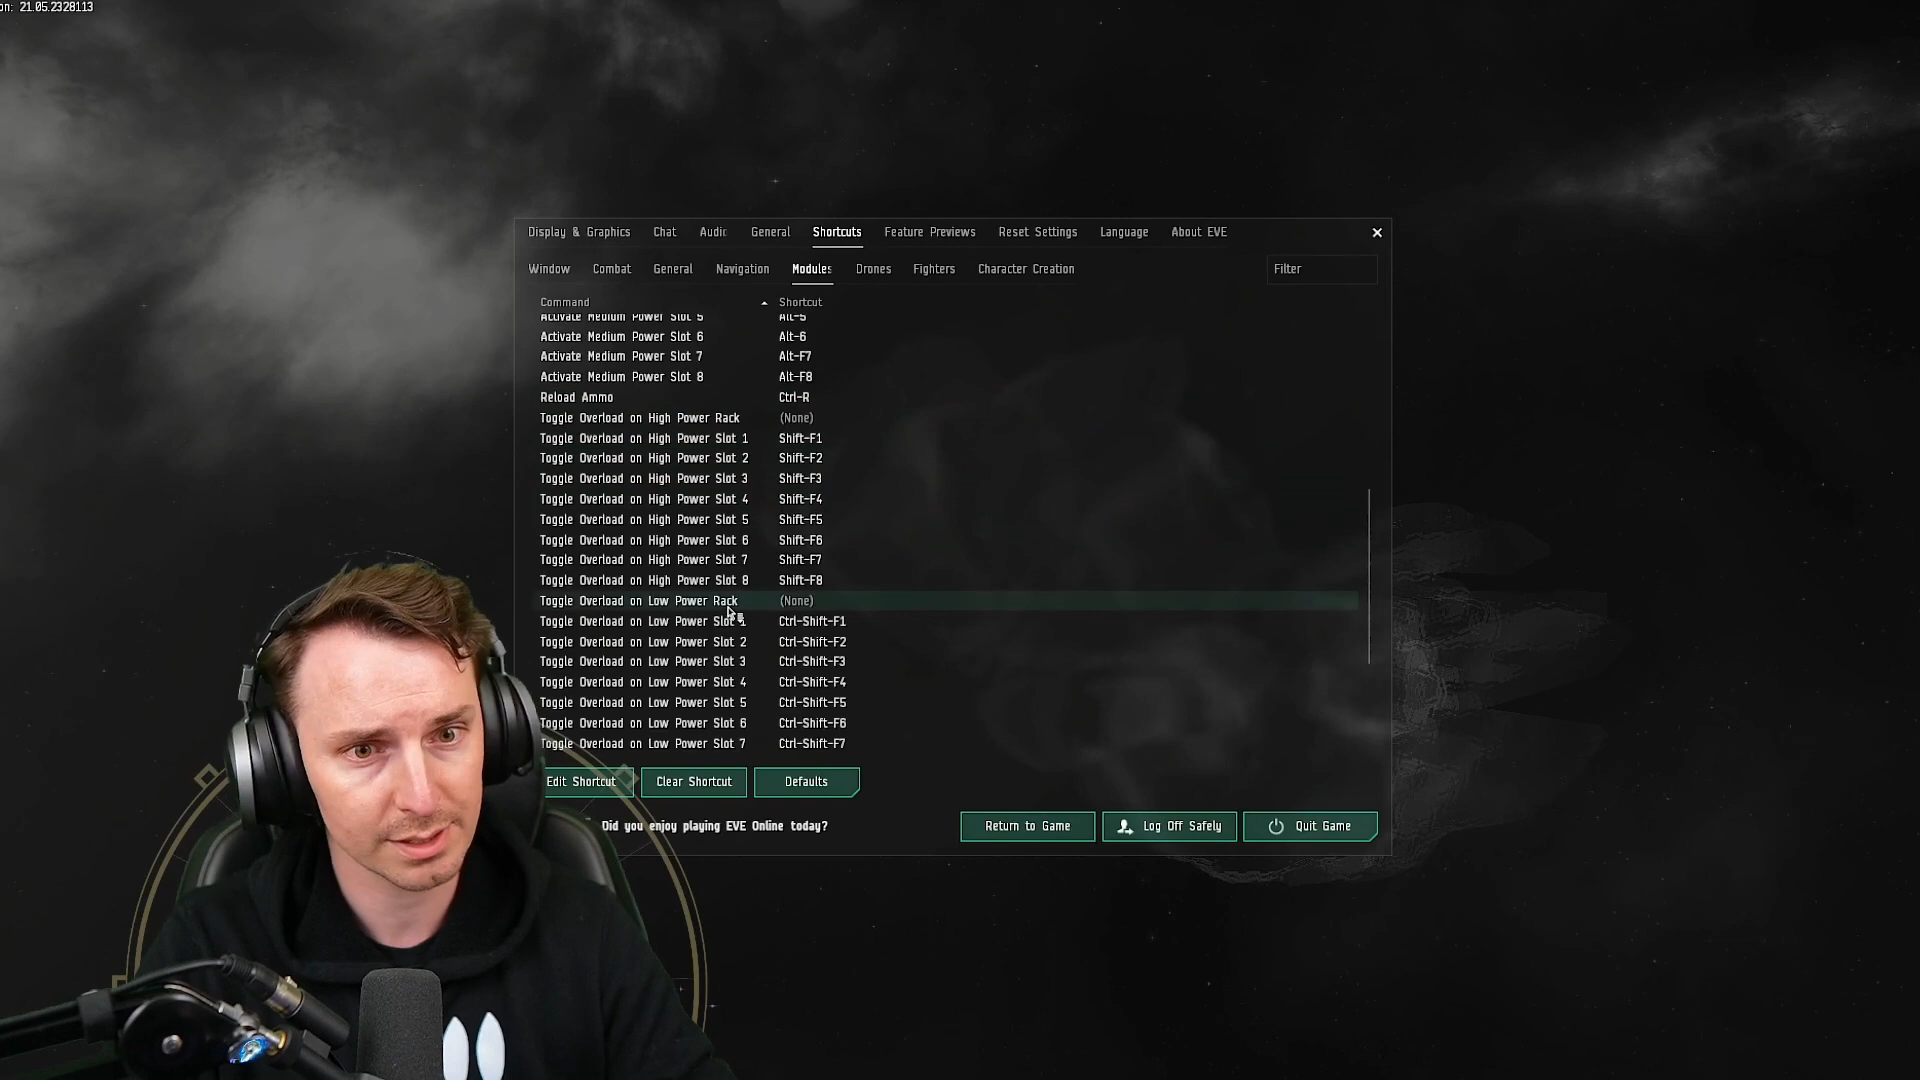 on: 21.05.2328113
Display & Graphics Chat Audio General Shortcuts Feature Previews Reset Settings Language About EVE
Window Combat General Navigation Modules Drones Fighters Character Creation Filter
Command Shortcut
Activate Medium Power Slot 5 Alt-5
Activate Medium Power Slot 6 Alt-6
Activate Medium Power Slot 7 Alt-F7
Activate Medium Power Slot 8 Alt-F8
Reload Ammo Ctrl-R
Toggle Overload on High Power Rack (None)
Toggle Overload on High Power Slot 1 Shift-F1
Toggle Overload on High Power Slot 2 Shift-F2
Toggle Overload on High Power Slot 3 Shift-F3
Toggle Overload on High Power Slot 4 Shift-F4
Toggle Overload on High Power Slot 5 Shift-F5
Toggle Overload on High Power Slot 6 Shift-F6
Toggle Overload on High Power Slot 7 Shift-F7
Toggle Overload on High Power Slot 8 Shift-F8
Toggle Overload on Low Power Rack (None)
Toggle Overload on Low Power Slot 1 Ctrl-Shift-F1
Toggle Overload on Low Power Slot 2 Ctrl-Shift-F2
Toggle Overload on Low Power Slot 3 Ctrl-Shift-F3
Toggle Overload on Low Power Slot 4 Ctrl-Shift-F4
Toggle Overload on Low Power Slot 5 Ctrl-Shift-F5
Toggle Overload on Low Power Slot 6 Ctrl-Shift-F6
Toggle Overload on Low Power Slot 7 Ctrl-Shift-F7
Edit Shortcut Clear Shortcut Defaults
Did you enjoy playing EVE Online today? Return to Game Log Off Safely Quit Game